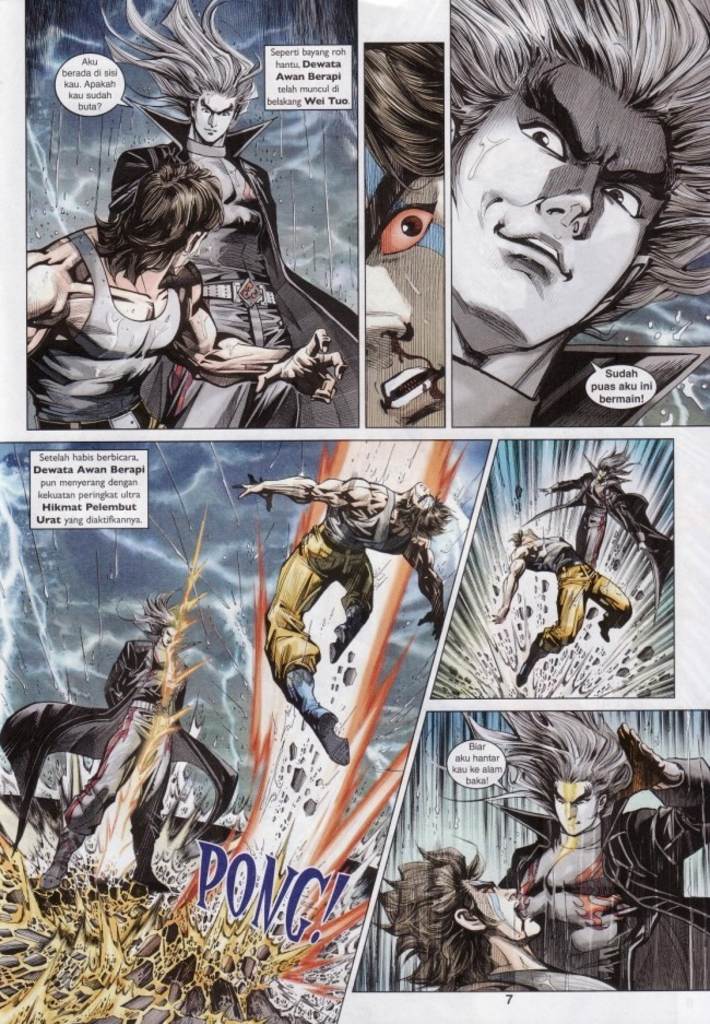 Aku
berada di sisi
kau. Apakah
kau sudah
buta?
Seperti bayang roh
hantu, Dewata
Awan Berapi
telah muncul di
belakang Wei Tuo.
Sudah
puas aku ini
bermain!
Setelah habis berbicara,
Dewata Awan Berapi
pun menyerang dengan
kekuatan peringkat ultra
Hikmat Pelembut
Urat yang diaktifkannya.
PONG!
Biar
aku hantar
kau ke alam
baka!
7